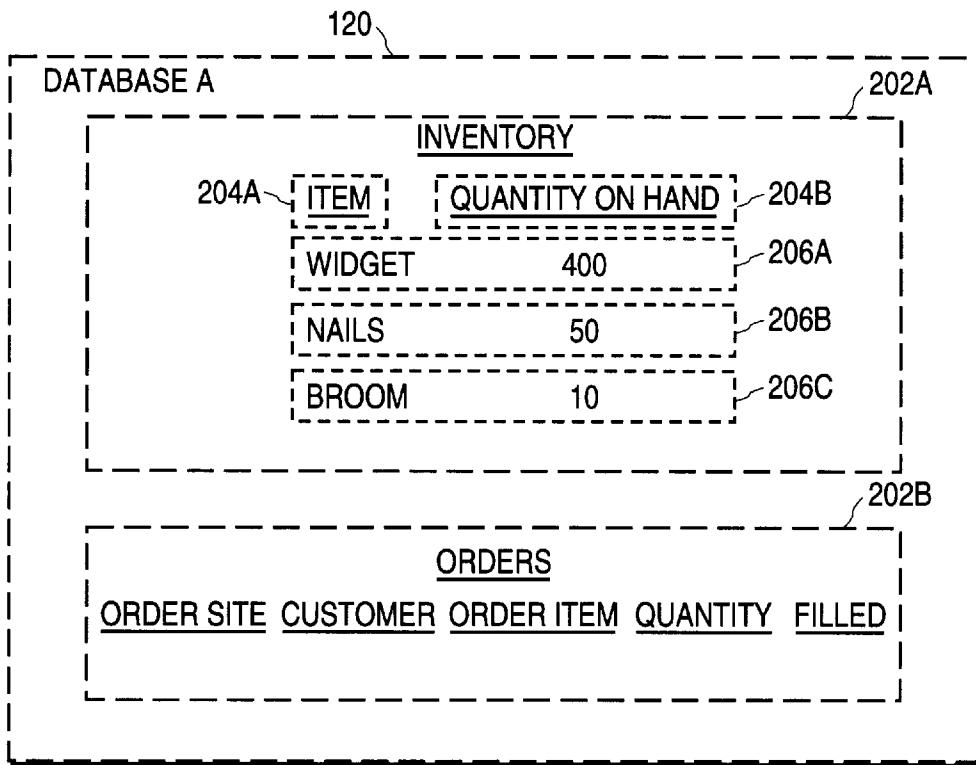 120
DATABASE A
202A
INVENTORY
204A ITEM QUANTITY ON HAND 204B
WIDGET 400 206A
NAILS 50 206B
BROOM 10 206C
202B
ORDERS
ORDER SITE CUSTOMER ORDER ITEM QUANTITY FILLED